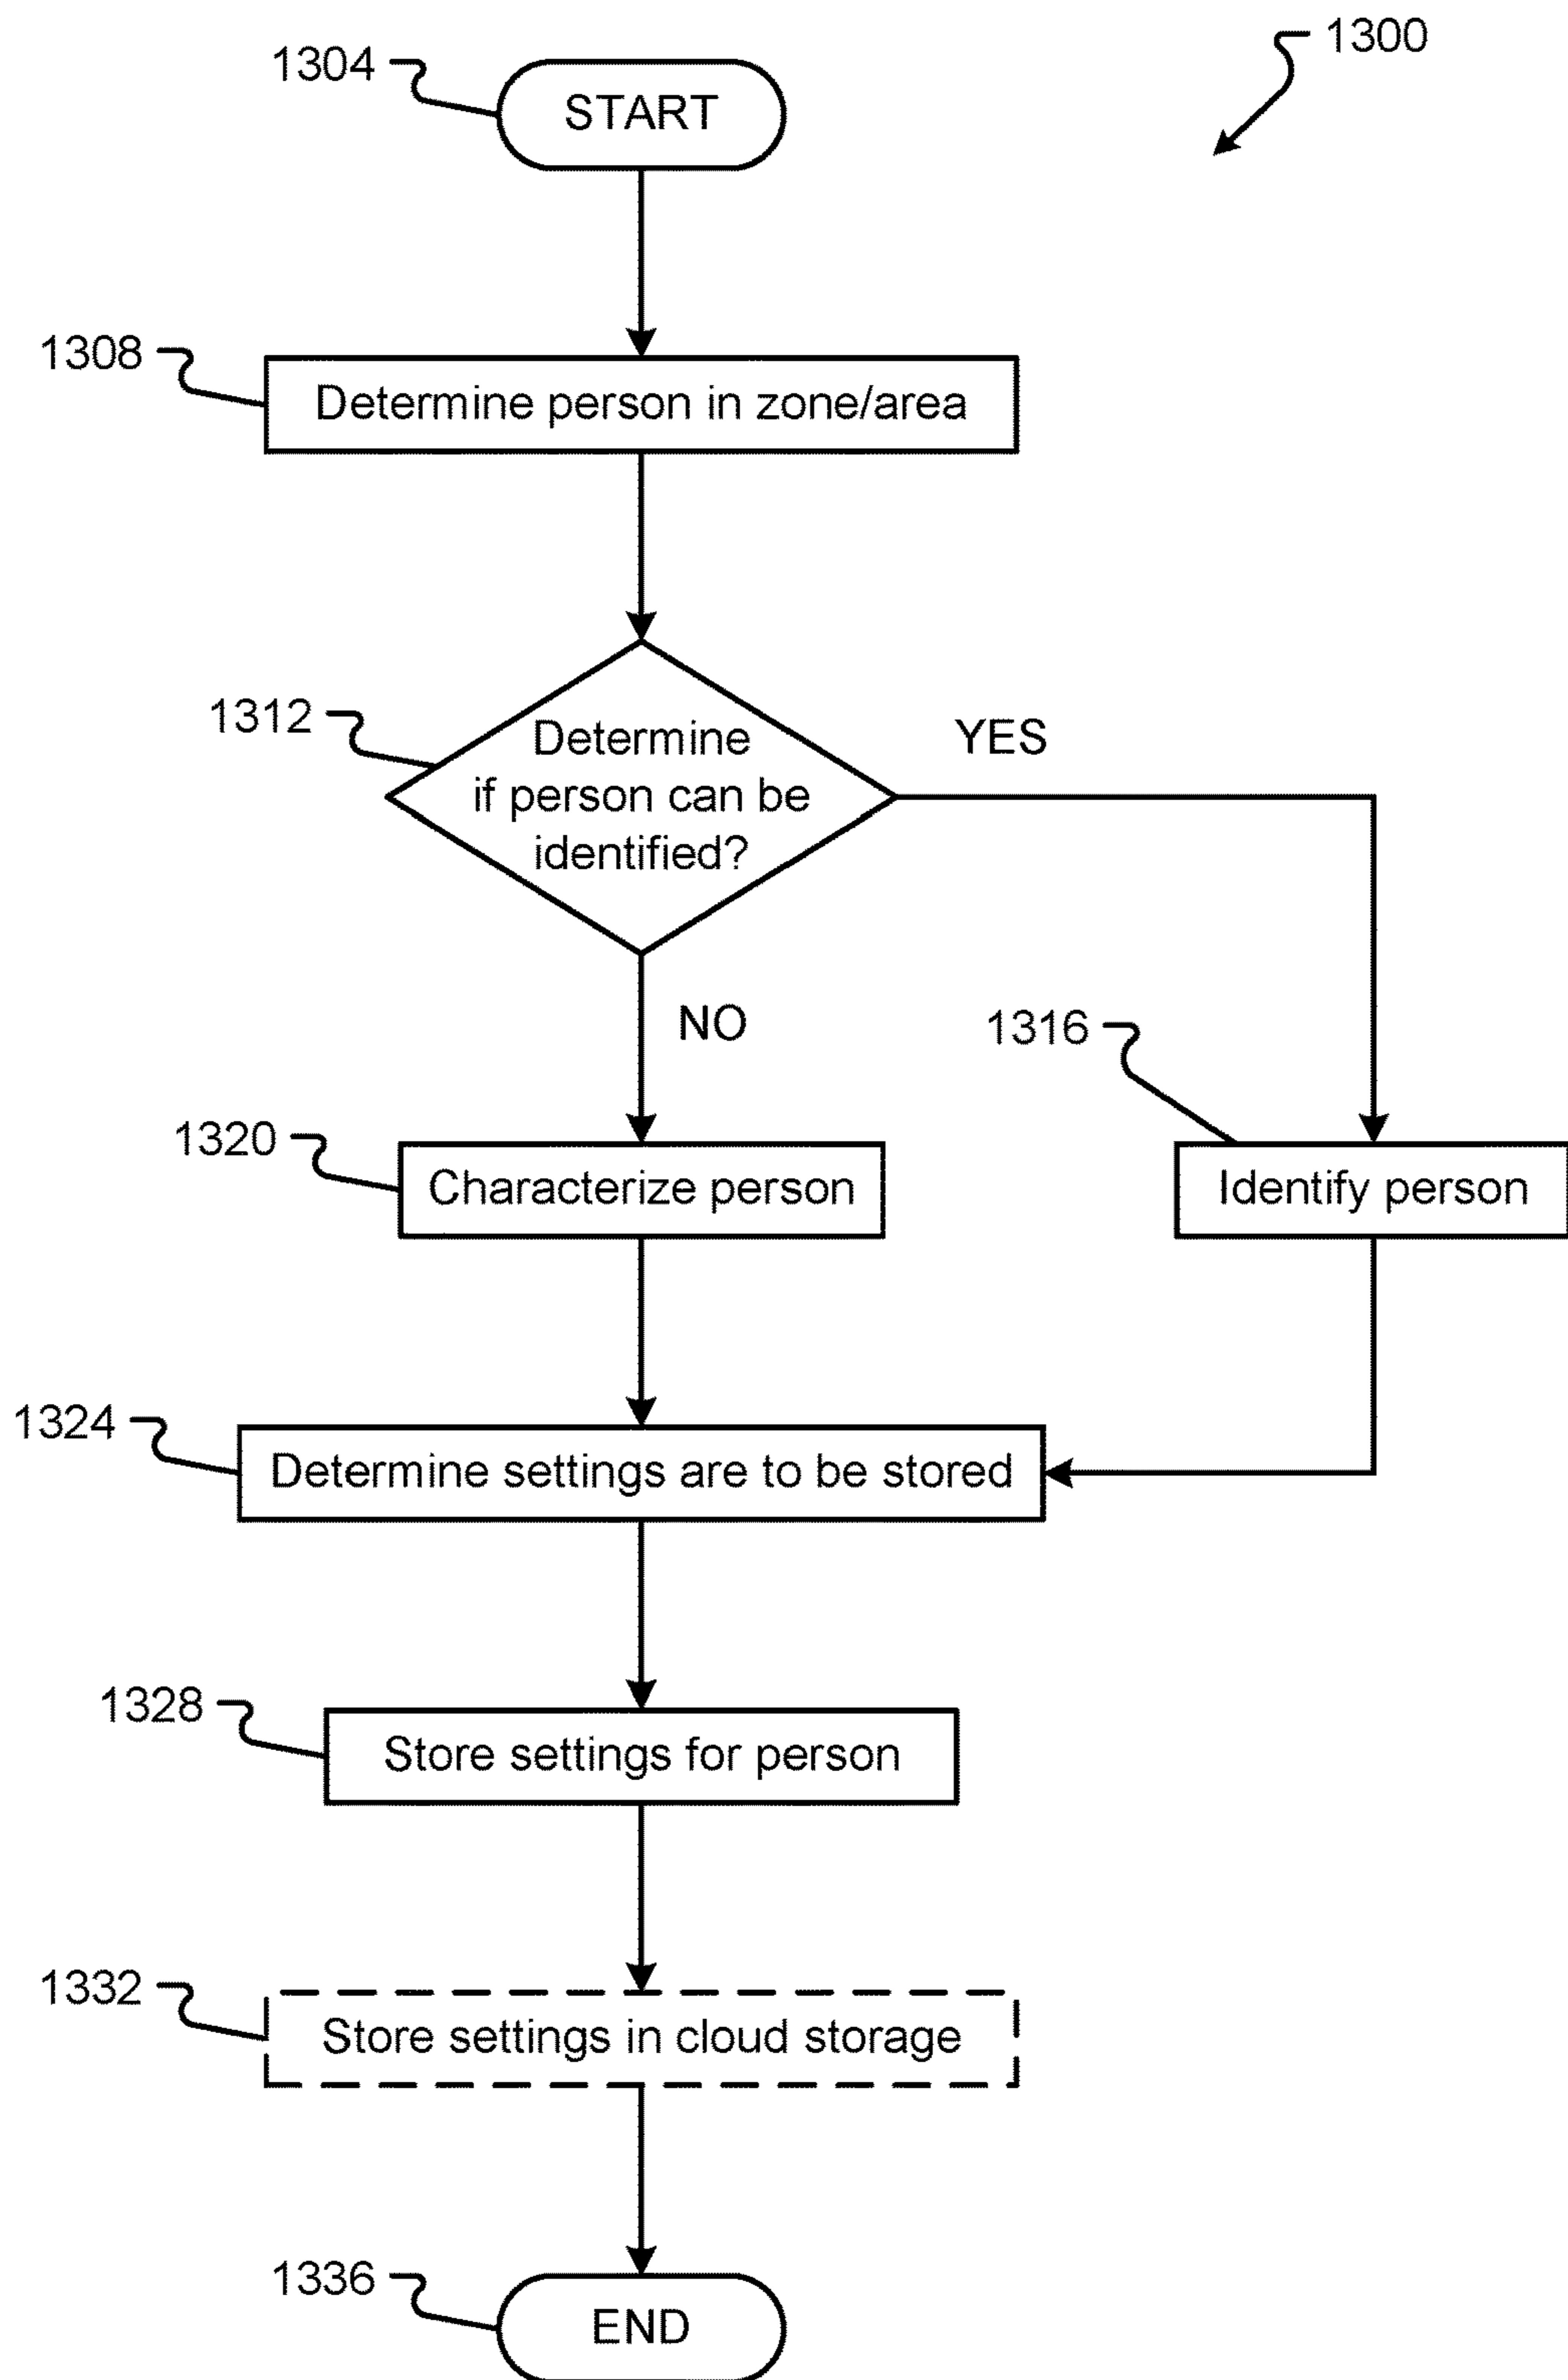 1300
1304
START
1308
Determine person in zone/area
1312
Determine
if person can be
identified?
YES
NO
1316
1320
Characterize person
Identify person
1324
Determine settings are to be stored
1328
Store settings for person
1332
Store settings in cloud storage
1336
END